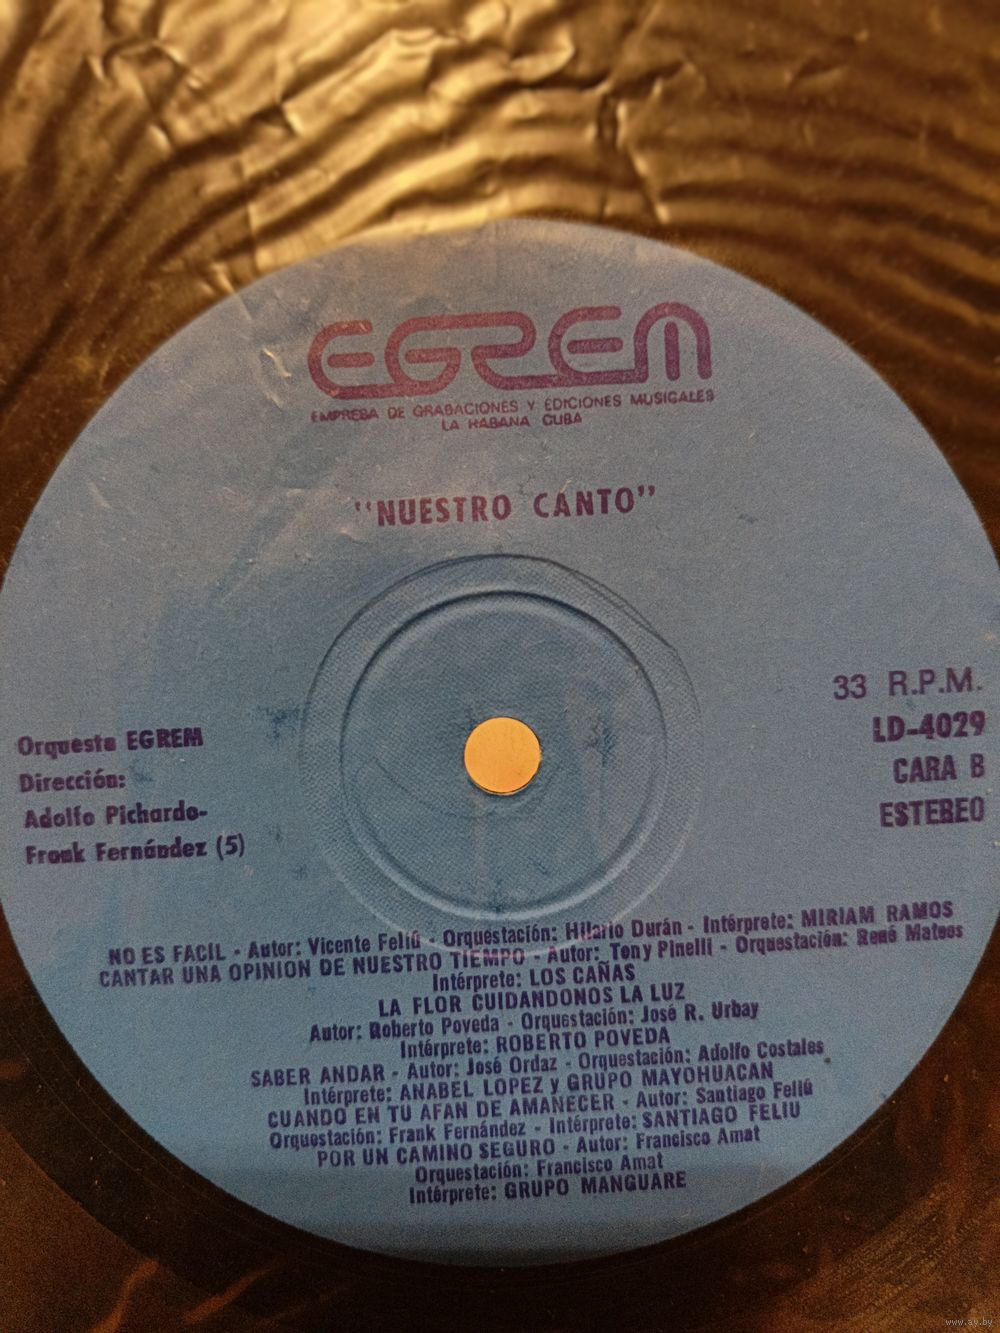 EGREM
EMPRESA DE GRABACIONES Y EDICIONES MUSICALES
LA HABANA CUBA
"NUESTRO CANTO"
33 R.P.M.
LD-4029
CARA B
ESTEREO
Orquesta EGREM
Dirección:
Adolfo Pichardo-
Frank Fernández (5)
NO ES FACIL - Autor: Vicente Feliú - Orquestación: Hilario Durán - Intérprete: MIRIAM RAMOS
CANTAR UNA OPINION DE NUESTRO TIEMPO - Autor: Tony Pinelli - Orquestación: René Mateos
Intérprete: LOS CAÑAS
LA FLOR CUIDANDONOS LA LUZ
Autor: Roberto Poveda - Orquestación: José R. Urbay
Intérprete: ROBERTO POVEDA
SABER ANDAR - Autor: José Ordaz - Orquestación: Adolfo Costales
Intérprete: ANABEL LOPEZ y GRUPO MAYOHUACAN
CUANDO EN TU AFAN DE AMANECER - Autor: Santiago Feliú
Orquestación: Frank Fernández - Intérprete: SANTIAGO FELIU
POR UN CAMINO SEGURO - Autor: Francisco Amat
Orquestación: Francisco Amat
Intérprete: GRUPO MANGUARE
www.ay.by